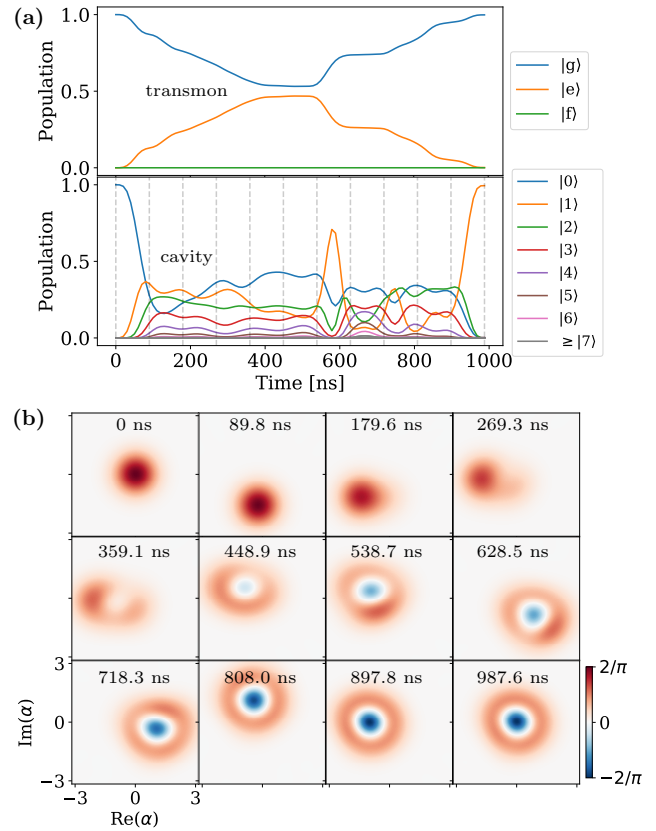 (a)
1.0
0.5
0.0
Population
transmon
|g⟩
|e⟩
|f⟩
1.0
0.5
0.0
Population
cavity
|0⟩
|1⟩
|2⟩
|3⟩
|4⟩
|5⟩
|6⟩
≥ |7⟩
0 200 400 600 800 1000
Time [ns]
(b)
0 ns 89.8 ns 179.6 ns 269.3 ns
359.1 ns 448.9 ns 538.7 ns 628.5 ns
718.3 ns 808.0 ns 897.8 ns 987.6 ns
3
0
−3
Im(α)
−3 0 3
Re(α)
2/π
0
−2/π